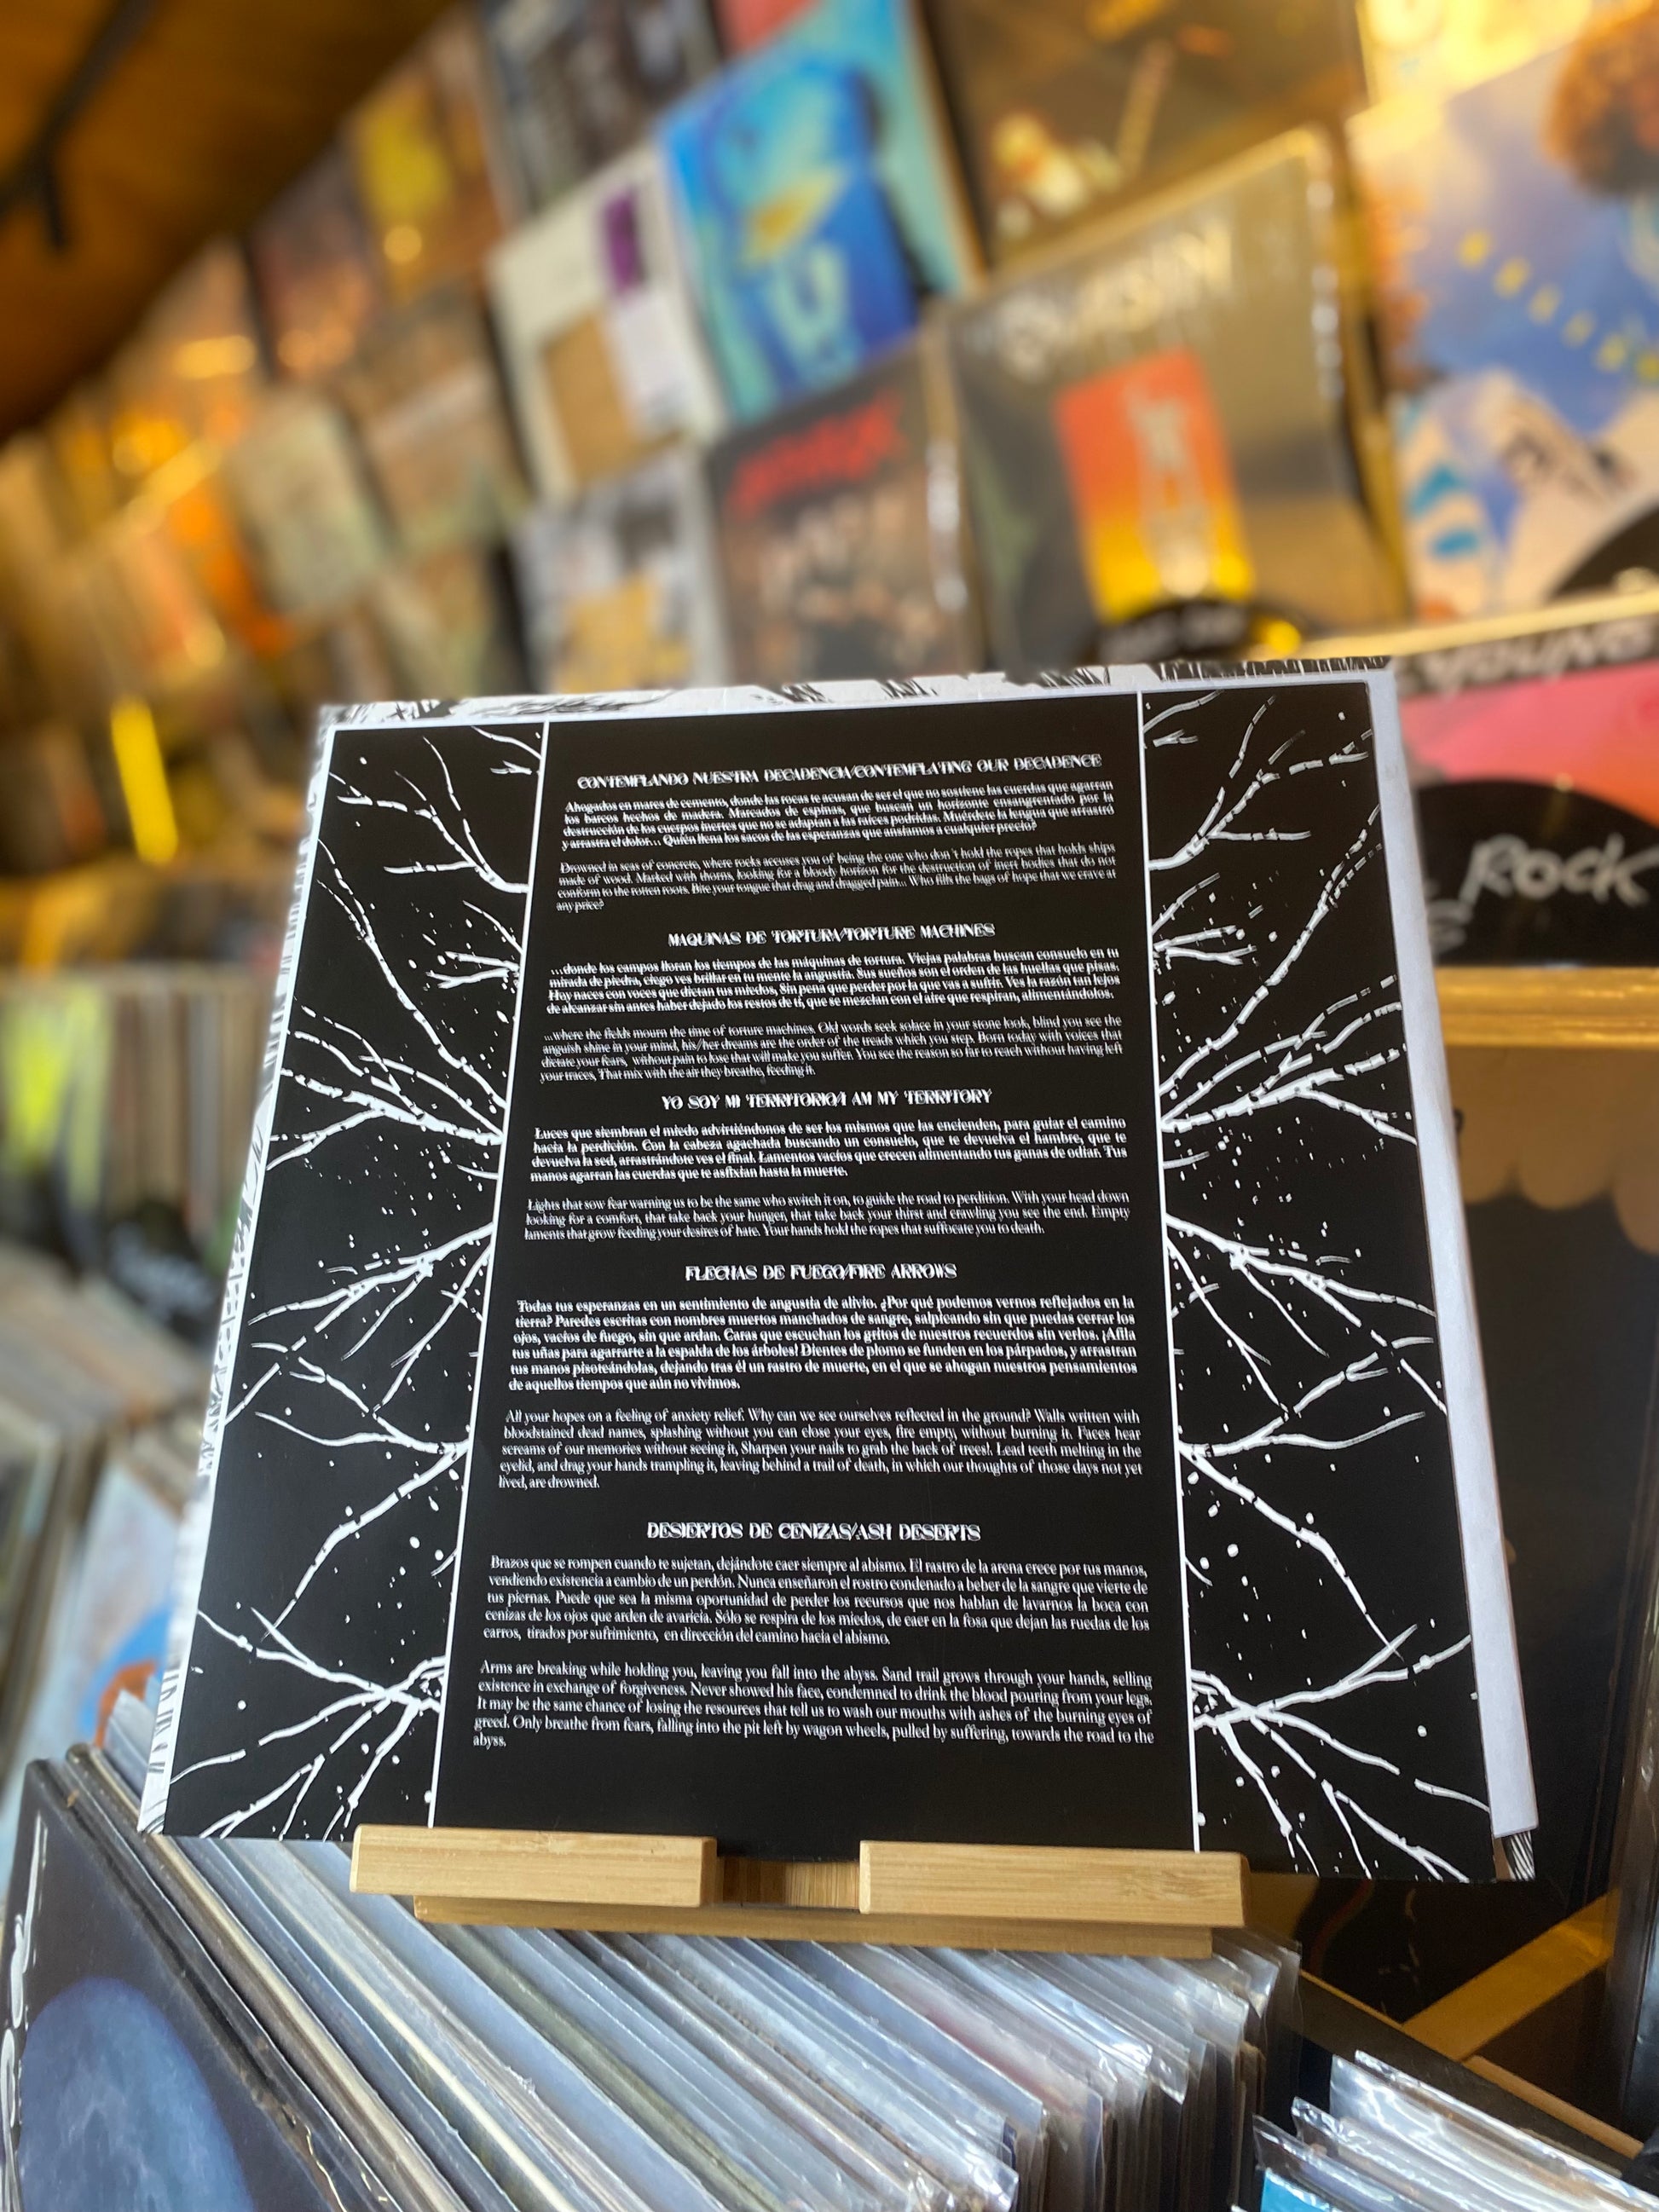 CONTEMPLANDO NUESTRA DECADENCIA/CONTEMPLATING OUR DECADENCE
Ahogados en mares de cemento, donde las rocas te acusan de ser el que no sostiene las cuerdas que agarran
los barcos hechos de madera. Marcados de espinas, que buscan un horizonte ensangrentado por la
destrucción de los cuerpos inertes que no se adaptan a las raíces podridas. Muérdete la lengua que arrastró
y arrastra el dolor... Quién llena los sacos de las esperanzas que ansiamos a cualquier precio?
Drowned in seas of concrete, where rocks accuses you of being the one who don't hold the ropes that holds ships
made of wood. Marked with thorns, looking for a bloody horizon for the destruction of inert bodies that do not
conform to the rotten roots. Bite your tongue that drag and dragged pain... Who fills the bags of hope that we crave at
any price?
MAQUINAS DE TORTURA/TORTURE MACHINES
...donde los campos lloran los tiempos de las máquinas de tortura. Viejas palabras buscan consuelo en tu
mirada de piedra, ciego ves brillar en tu mente la angustia. Sus sueños son el orden de las huellas que pisas.
Hoy naces con voces que dictan tus miedos, Sin pena que perder por la que vas a sufrir. Ves la razón tan lejos
de alcanzar sin antes haber dejado los restos de ti, que se mezclan con el aire que respiran, alimentándolos.
...where the fields mourn the time of torture machines. Old words seek solace in your stone look, blind you see the
anguish shine in your mind, his/her dreams are the order of the treads which you step. Born today with voices that
dictate your fears, without pain to lose that will make you suffer. You see the reason so far to reach without having left
your traces, That mix with the air they breathe, feeding it.
YO SOY MI TERRITORIO/I AM MY TERRITORY
Luces que siembran el miedo advirtiéndonos de ser los mismos que las encienden, para guiar el camino
hacia la perdición. Con la cabeza agachada buscando un consuelo, que te devuelva el hambre, que te
devuelva la sed, arrastrándote ves el final. Lamentos vacíos que crecen alimentando tus ganas de odiar. Tus
manos agarran las cuerdas que te asfixian hasta la muerte.
Lights that sow fear warning us to be the same who switch it on, to guide the road to perdition. With your head down
looking for a comfort, that take back your hunger, that take back your thirst and crawling you see the end. Empty
laments that grow feeding your desires of hate. Your hands hold the ropes that suffocate you to death.
FLECHAS DE FUEGO/FIRE ARROWS
Todas tus esperanzas en un sentimiento de angustia de alivio. ¿Por qué podemos vernos reflejados en la
tierra? Paredes escritas con nombres muertos manchados de sangre, salpicando sin que puedas cerrar los
ojos, vacíos de fuego, sin que ardan. Caras que escuchan los gritos de nuestros recuerdos sin verlos. ¡Afila
tus uñas para agarrarte a la espalda de los árboles! Dientes de plomo se funden en los párpados, y arrastran
tus manos pisoteándolas, dejando tras él un rastro de muerte, en el que se ahogan nuestros pensamientos
de aquellos tiempos que aún no vivimos.
All your hopes on a feeling of anxiety relief. Why can we see ourselves reflected in the ground? Walls written with
bloodstained dead names, splashing without you can close your eyes, fire empty, without burning it. Faces hear
screams of our memories without seeing it, Sharpen your nails to grab the back of trees!. Lead teeth melting in the
eyelid, and drag your hands trampling it, leaving behind a trail of death, in which our thoughts of those days not yet
lived, are drowned.
DESIERTOS DE CENIZAS/ASH DESERTS
Brazos que se rompen cuando te sujetan, dejándote caer siempre al abismo. El rastro de la arena crece por tus manos,
vendiendo existencia a cambio de un perdón. Nunca enseñaron el rostro condenado a beber de la sangre que vierte de
tus piernas. Puede que sea la misma oportunidad de perder los recursos que nos hablan de lavarnos la boca con
cenizas de los ojos que arden de avaricia. Sólo se respira de los miedos, de caer en la fosa que dejan las ruedas de los
carros, tirados por sufrimiento, en dirección del camino hacia el abismo.
Arms are breaking while holding you, leaving you fall into the abyss. Sand trail grows through your hands, selling
existence in exchange of forgiveness. Never showed his face, condemned to drink the blood pouring from your legs.
It may be the same chance of losing the resources that tell us to wash our mouths with ashes of the burning eyes of
greed. Only breathe from fears, falling into the pit left by wagon wheels, pulled by suffering, towards the road to the
abyss.
YOUNG
ROCK